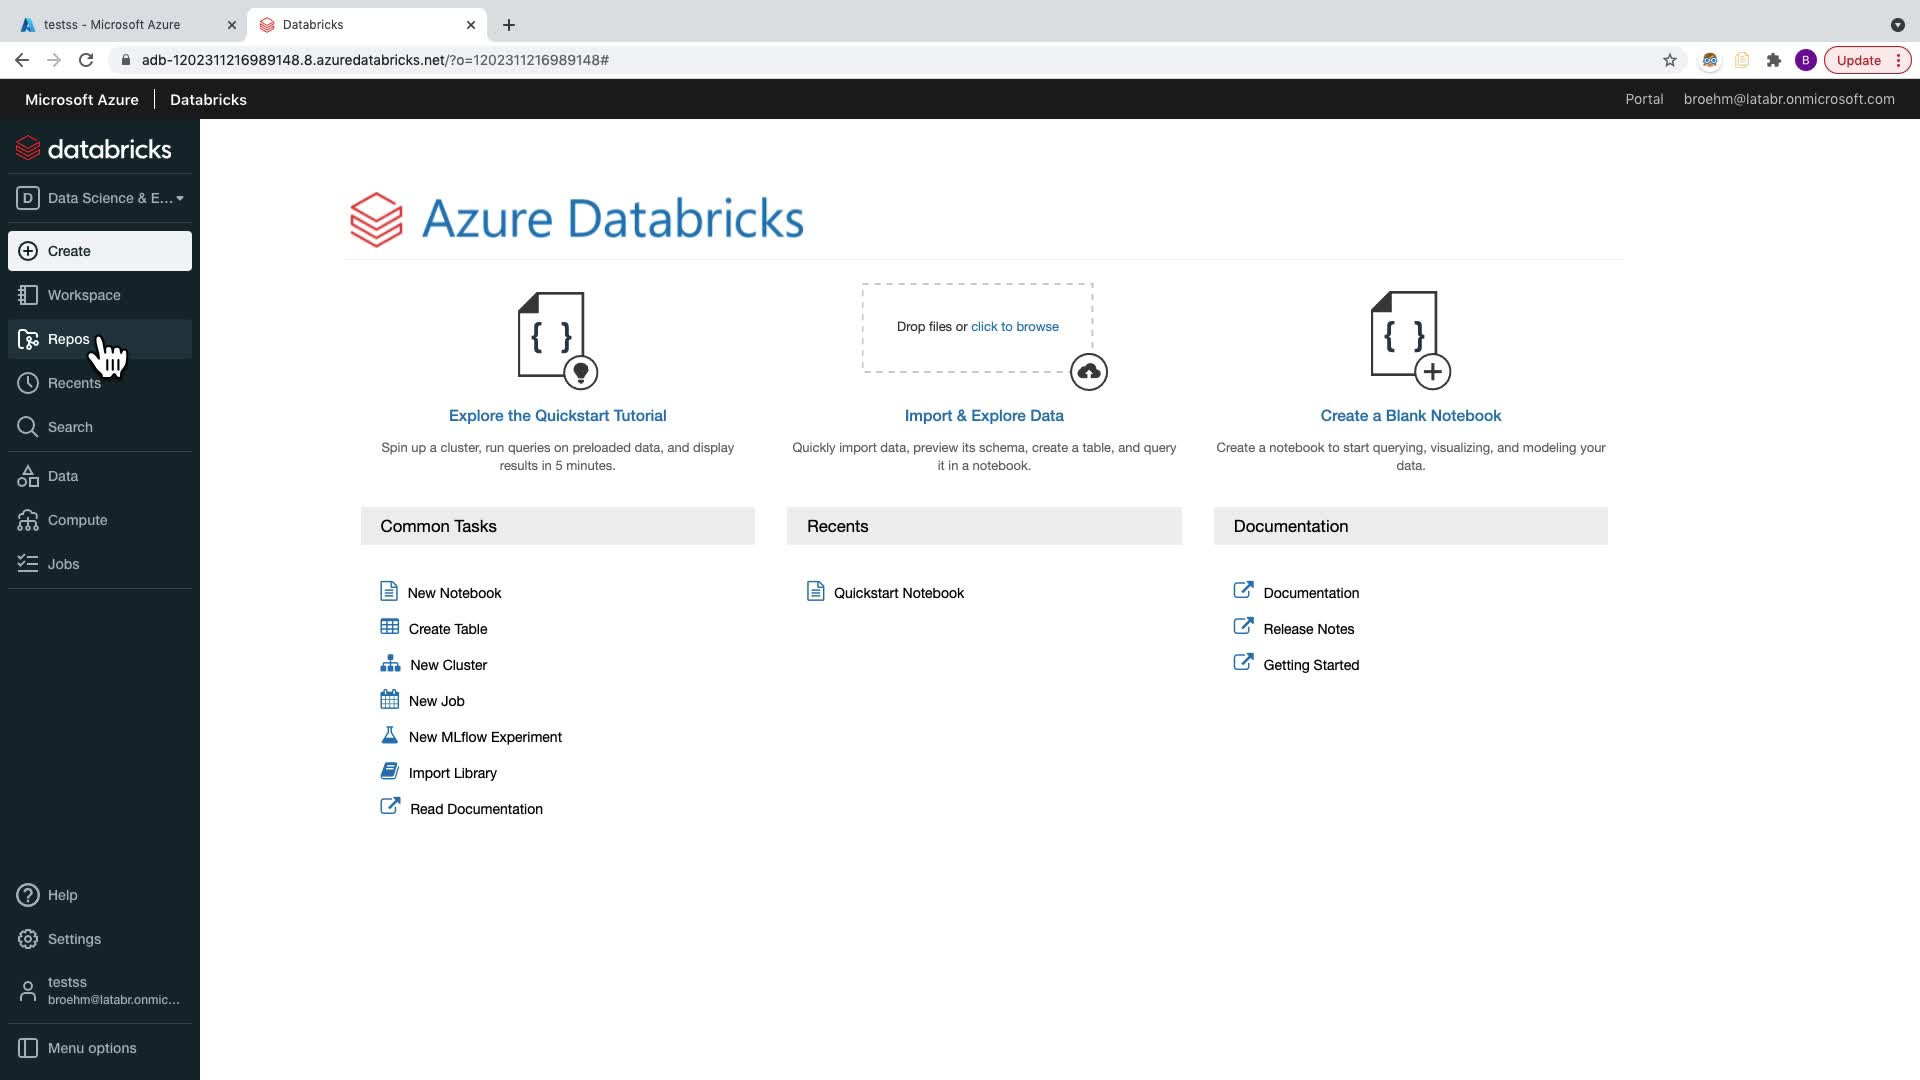 testss - Microsoft Azure
Databricks
adb-1202311216989148.8.azuredatabricks.net/?o=1202311216989148#
B
Update
Microsoft Azure
Databricks
Portal
broehm@latabr.onmicrosoft.com
databricks
D
Data Science & E...
Create
Workspace
Repos
Recents
Search
Data
Compute
Jobs
Help
Settings
testss
broehm@latabr.onmic...
Menu options
Azure Databricks
{ }
Explore the Quickstart Tutorial
Spin up a cluster, run queries on preloaded data, and display
results in 5 minutes.
Drop files or click to browse
Import & Explore Data
Quickly import data, preview its schema, create a table, and query
it in a notebook.
{ }
Create a Blank Notebook
Create a notebook to start querying, visualizing, and modeling your
data.
Common Tasks
New Notebook
Create Table
New Cluster
New Job
New MLflow Experiment
Import Library
Read Documentation
Recents
Quickstart Notebook
Documentation
Documentation
Release Notes
Getting Started